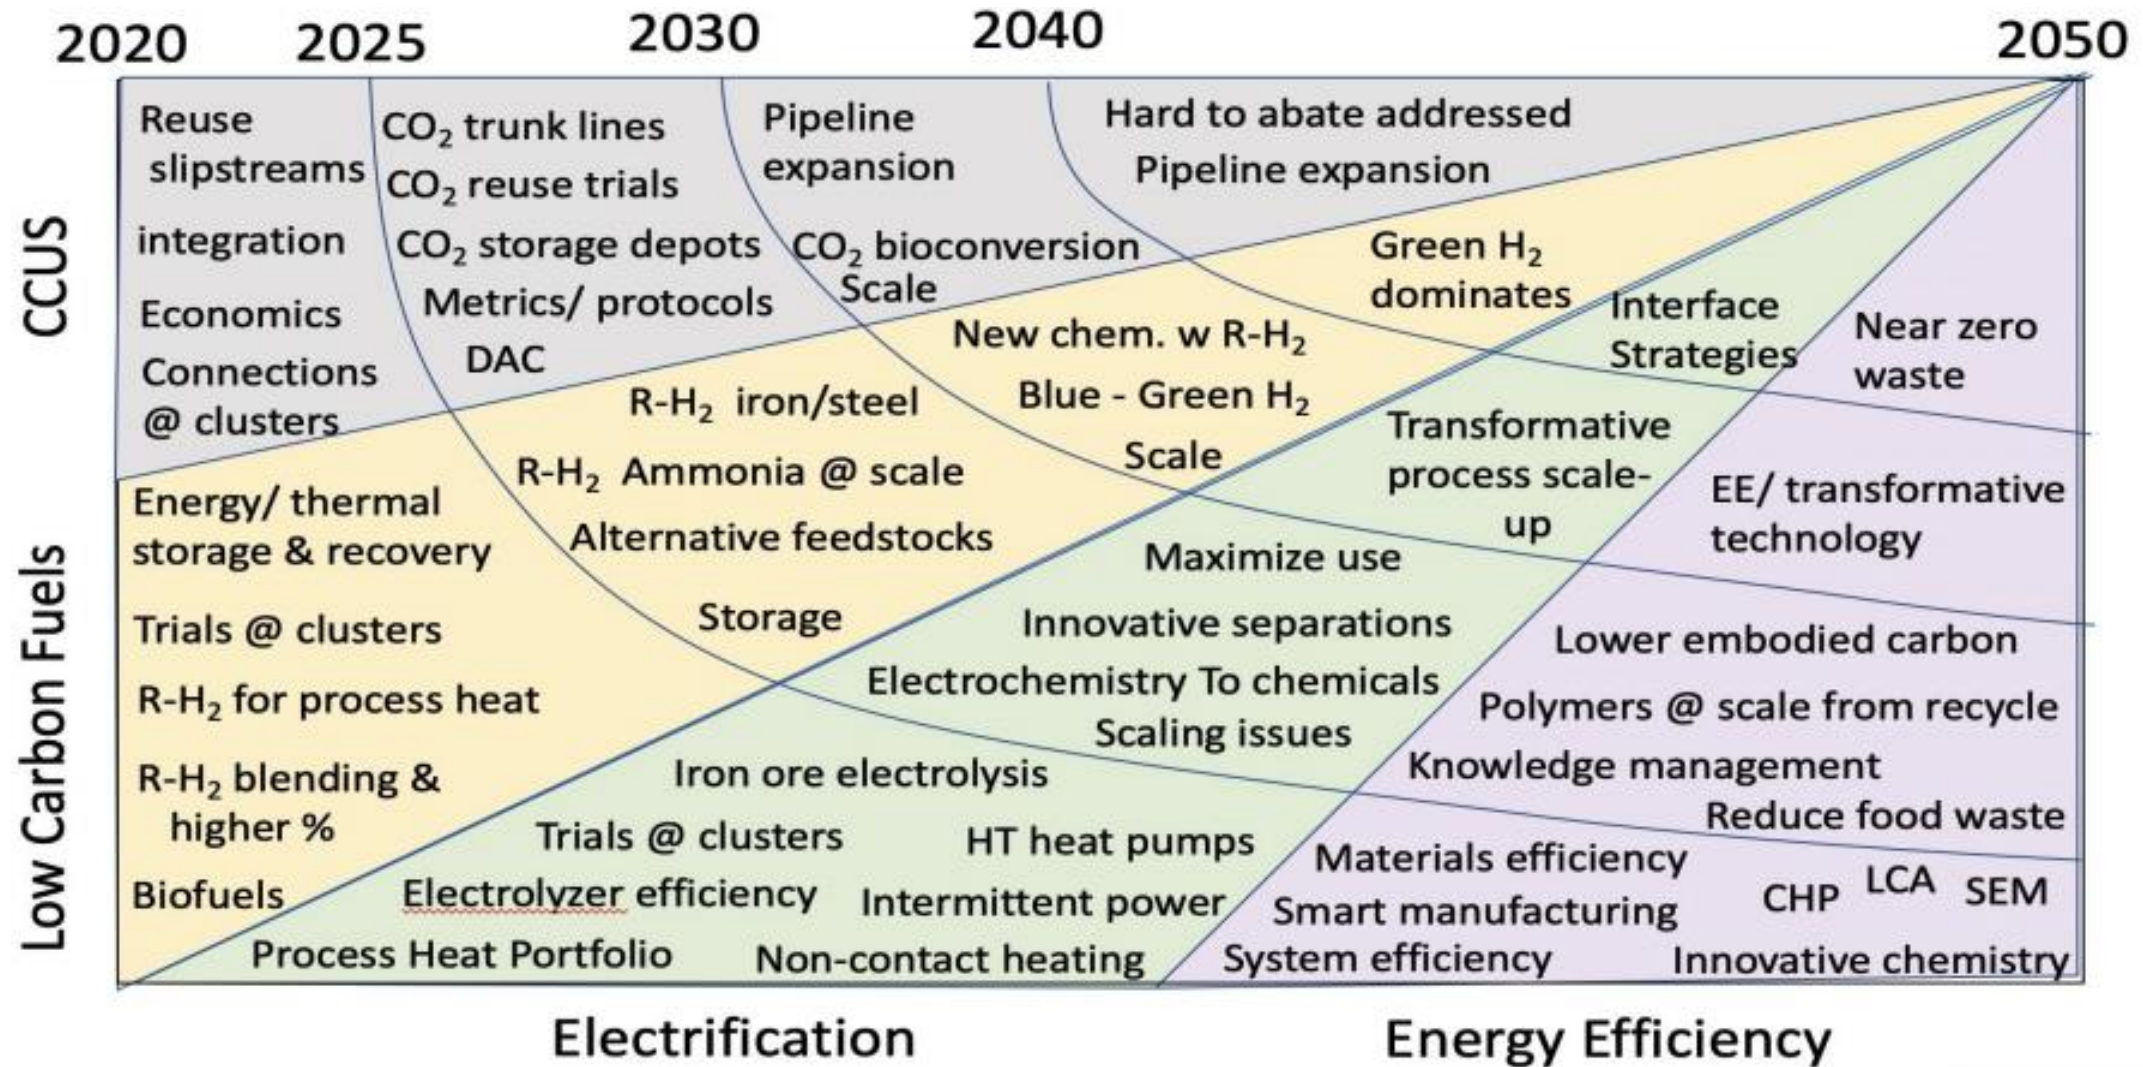 2020 2025 2030 2040 2050
CCUS
Low Carbon Fuels
Reuse
slipstreams
integration
Economics
Connections
@ clusters
CO₂ trunk lines
CO₂ reuse trials
CO₂ storage depots
Metrics/ protocols
DAC
Pipeline
expansion
CO₂ bioconversion
Scale
Hard to abate addressed
Pipeline expansion
Energy/ thermal
storage & recovery
Trials @ clusters
R-H₂ for process heat
R-H₂ blending &
higher %
Biofuels
R-H₂ iron/steel
R-H₂ Ammonia @ scale
Alternative feedstocks
Storage
New chem. w R-H₂
Blue - Green H₂
Scale
Green H₂
dominates
Iron ore electrolysis
Trials @ clusters
HT heat pumps
Electrolyzer efficiency
Intermittent power
Process Heat Portfolio
Non-contact heating
Maximize use
Innovative separations
Electrochemistry To chemicals
Scaling issues
Transformative
process scale-
up
Interface
Strategies
Materials efficiency
CHP LCA SEM
Smart manufacturing
System efficiency
Innovative chemistry
Lower embodied carbon
Polymers @ scale from recycle
Knowledge management
Reduce food waste
EE/ transformative
technology
Near zero
waste
Electrification
Energy Efficiency